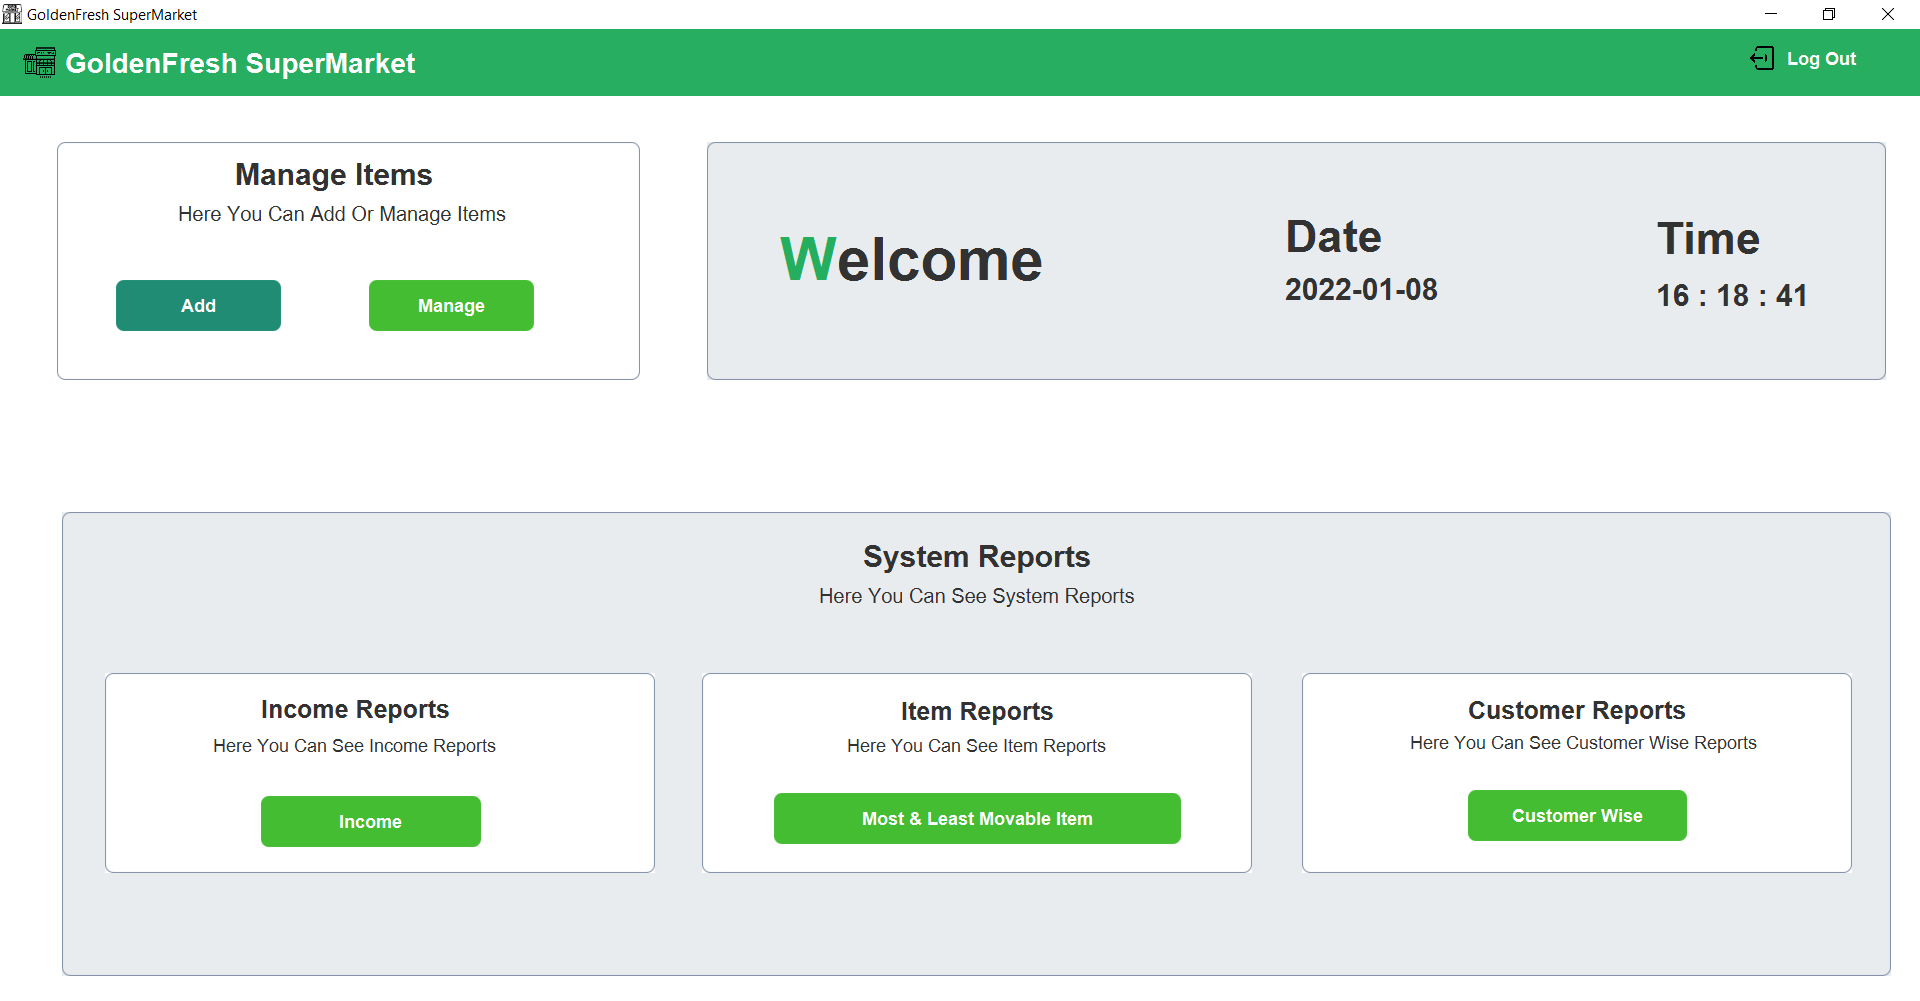 GoldenFresh SuperMarket
GoldenFresh SuperMarket
Log Out
Manage Items
Here You Can Add Or Manage Items
Add
Manage
Welcome
Date
2022-01-08
Time
16 : 18 : 41
System Reports
Here You Can See System Reports
Income Reports
Here You Can See Income Reports
Income
Item Reports
Here You Can See Item Reports
Most & Least Movable Item
Customer Reports
Here You Can See Customer Wise Reports
Customer Wise